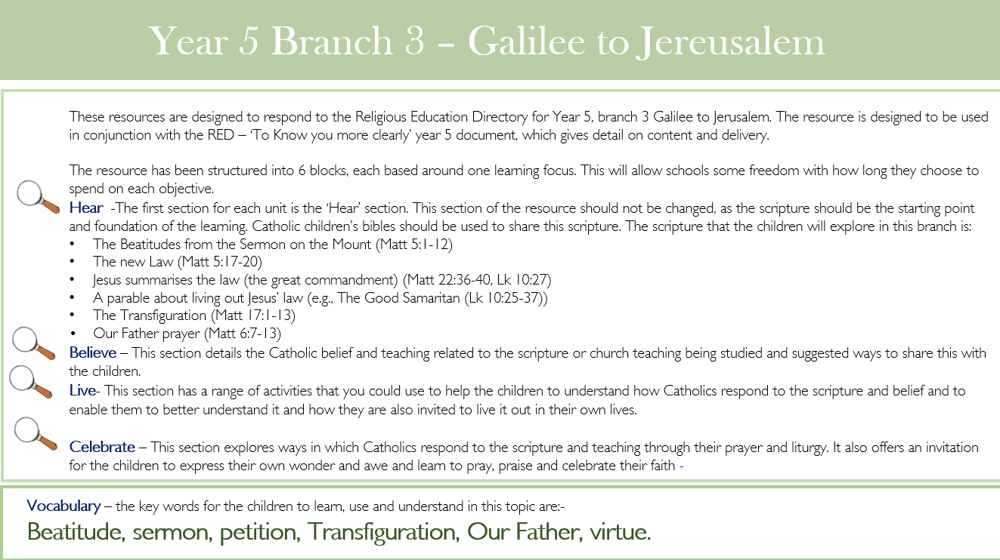 Year 5 Branch 3 – Galilee to Jereusalem
These resources are designed to respond to the Religious Education Directory for Year 5, branch 3 Galilee to Jerusalem. The resource is designed to be used
in conjunction with the RED – ‘To Know you more clearly’ year 5 document, which gives detail on content and delivery.
The resource has been structured into 6 blocks, each based around one learning focus. This will allow schools some freedom with how long they choose to
spend on each objective.
Hear -The first section for each unit is the ‘Hear’ section. This section of the resource should not be changed, as the scripture should be the starting point
and foundation of the learning. Catholic children’s bibles should be used to share this scripture. The scripture that the children will explore in this branch is:
• The Beatitudes from the Sermon on the Mount (Matt 5:1-12)
• The new Law (Matt 5:17-20)
• Jesus summarises the law (the great commandment) (Matt 22:36-40, Lk 10:27)
• A parable about living out Jesus’ law (e.g., The Good Samaritan (Lk 10:25-37))
• The Transfiguration (Matt 17:1-13)
• Our Father prayer (Matt 6:7-13)
Believe – This section details the Catholic belief and teaching related to the scripture or church teaching being studied and suggested ways to share this with
the children.
Live- This section has a range of activities that you could use to help the children to understand how Catholics respond to the scripture and belief and to
enable them to better understand it and how they are also invited to live it out in their own lives.
Celebrate – This section explores ways in which Catholics respond to the scripture and teaching through their prayer and liturgy. It also offers an invitation
for the children to express their own wonder and awe and learn to pray, praise and celebrate their faith -
Vocabulary – the key words for the children to learn, use and understand in this topic are:-
Beatitude, sermon, petition, Transfiguration, Our Father, virtue.